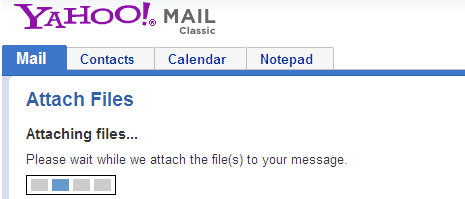 YAHOO! MAIL
Classic
Mail Contacts Calendar Notepad
Attach Files
Attaching files...
Please wait while we attach the file(s) to your message.